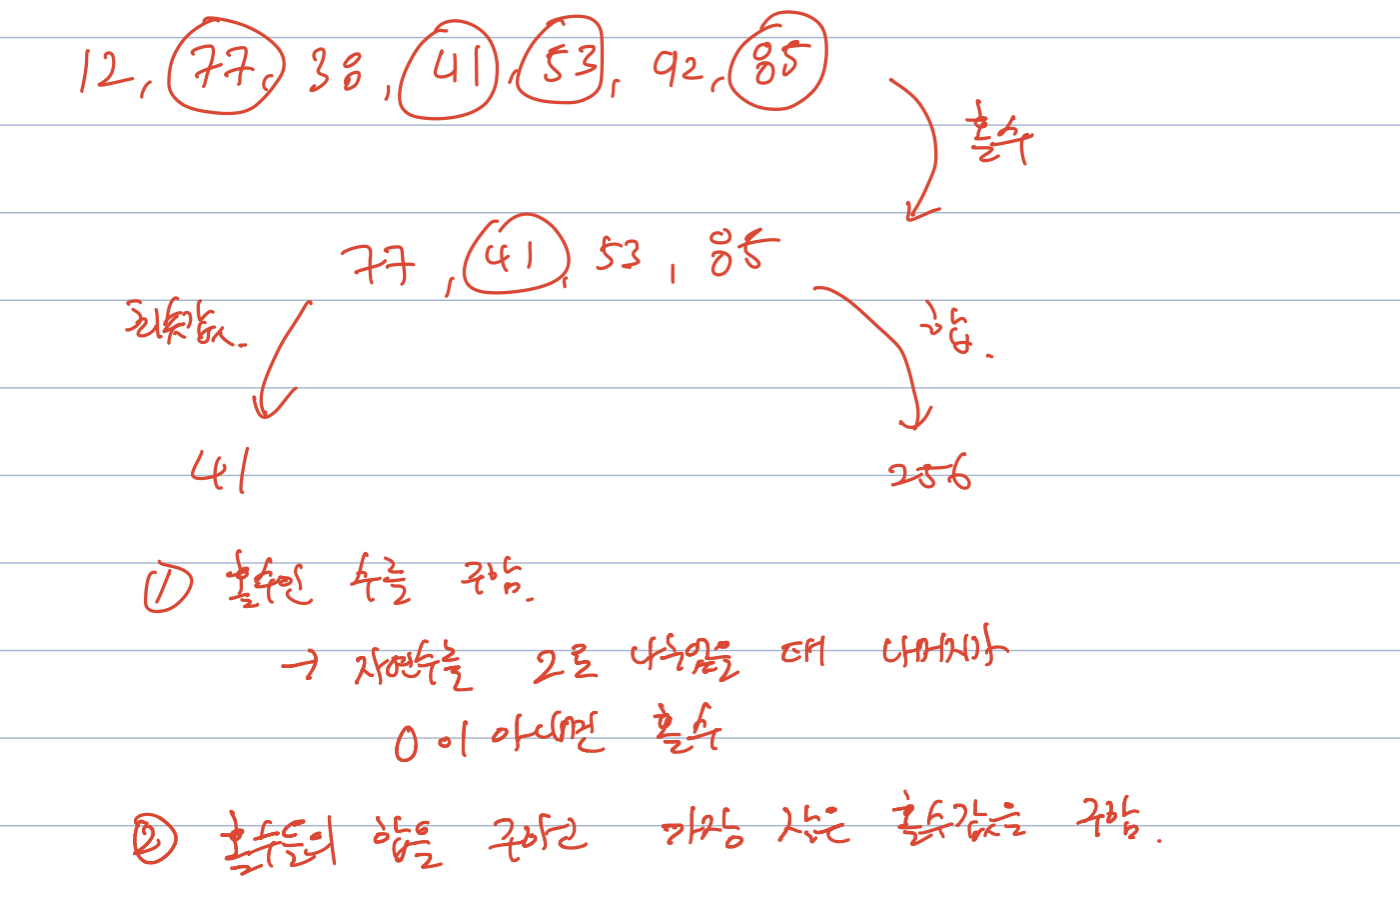 12, 77, 38, 41, 53, 92, 85
홀수
77, 41, 53, 85
최솟값.
합.
41
256
① 홀수인 수를 구함.
→ 자연수를 2로 나누었을 때 나머지가
0이 아니면 홀수
② 홀수들의 합을 구하고 가장 작은 홀수값을 구함.